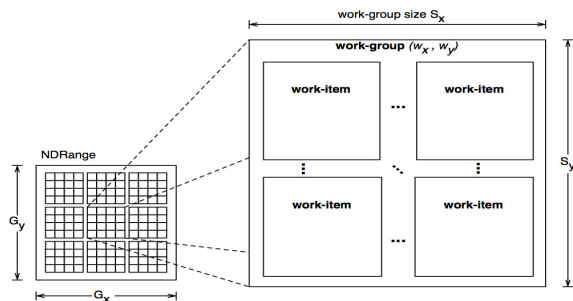 work-group size Sx
work-group (wx , wy)
work-item
work-item
...
NDRange
Gy
Sy
work-item
work-item
...
Gx